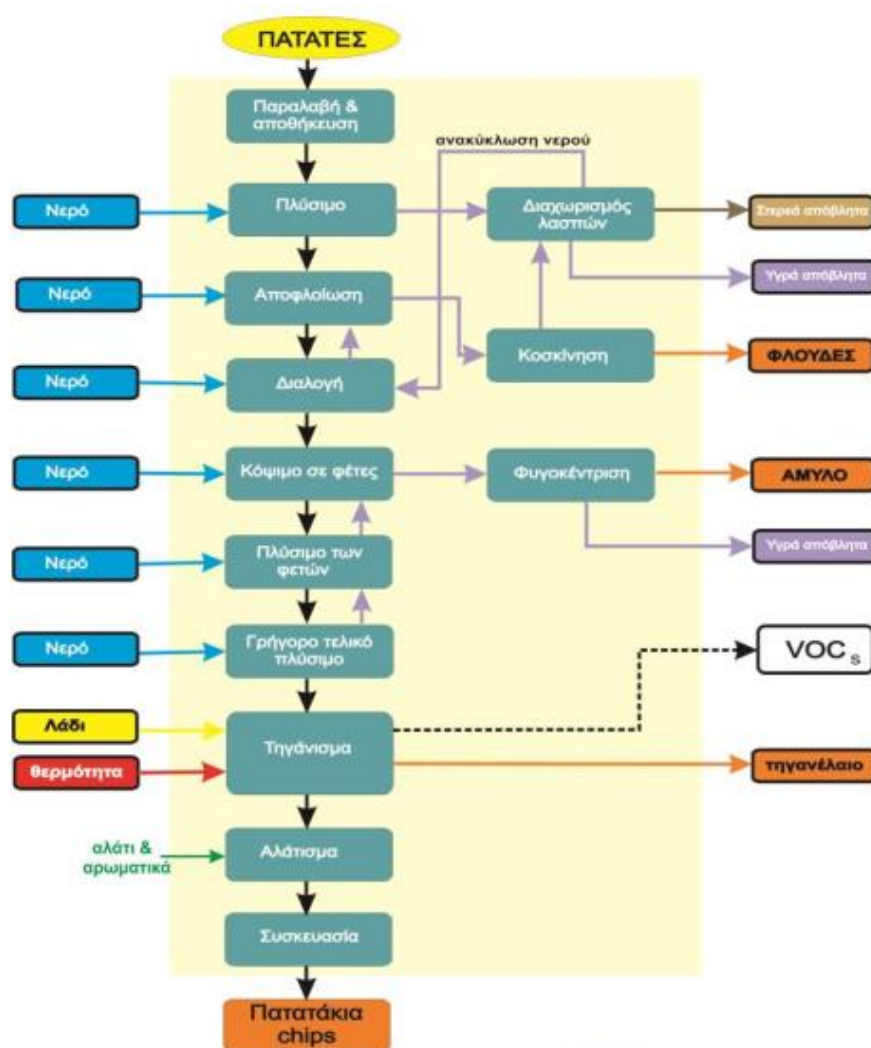 ΠΑΤΑΤΕΣ
Παραλαβή &
αποθήκευση
ανακύκλωση νερού
Νερό
Πλύσιμο
Διαχωρισμός
λασπών
Στερεά απόβλητα
Νερό
Αποφλοίωση
Υγρά απόβλητα
Νερό
Διαλογή
Κοσκίνηση
ΦΛΟΥΔΕΣ
Νερό
Κόψιμο σε φέτες
Φυγοκέντριση
ΑΜΥΛΟ
Νερό
Πλύσιμο των
φετών
Υγρά απόβλητα
Νερό
Γρήγορο τελικό
πλύσιμο
VOCs
Λάδι
Τηγάνισμα
θερμότητα
τηγανέλαιο
αλάτι &
αρωματικά
Αλάτισμα
Συσκευασία
Πατατάκια
chips